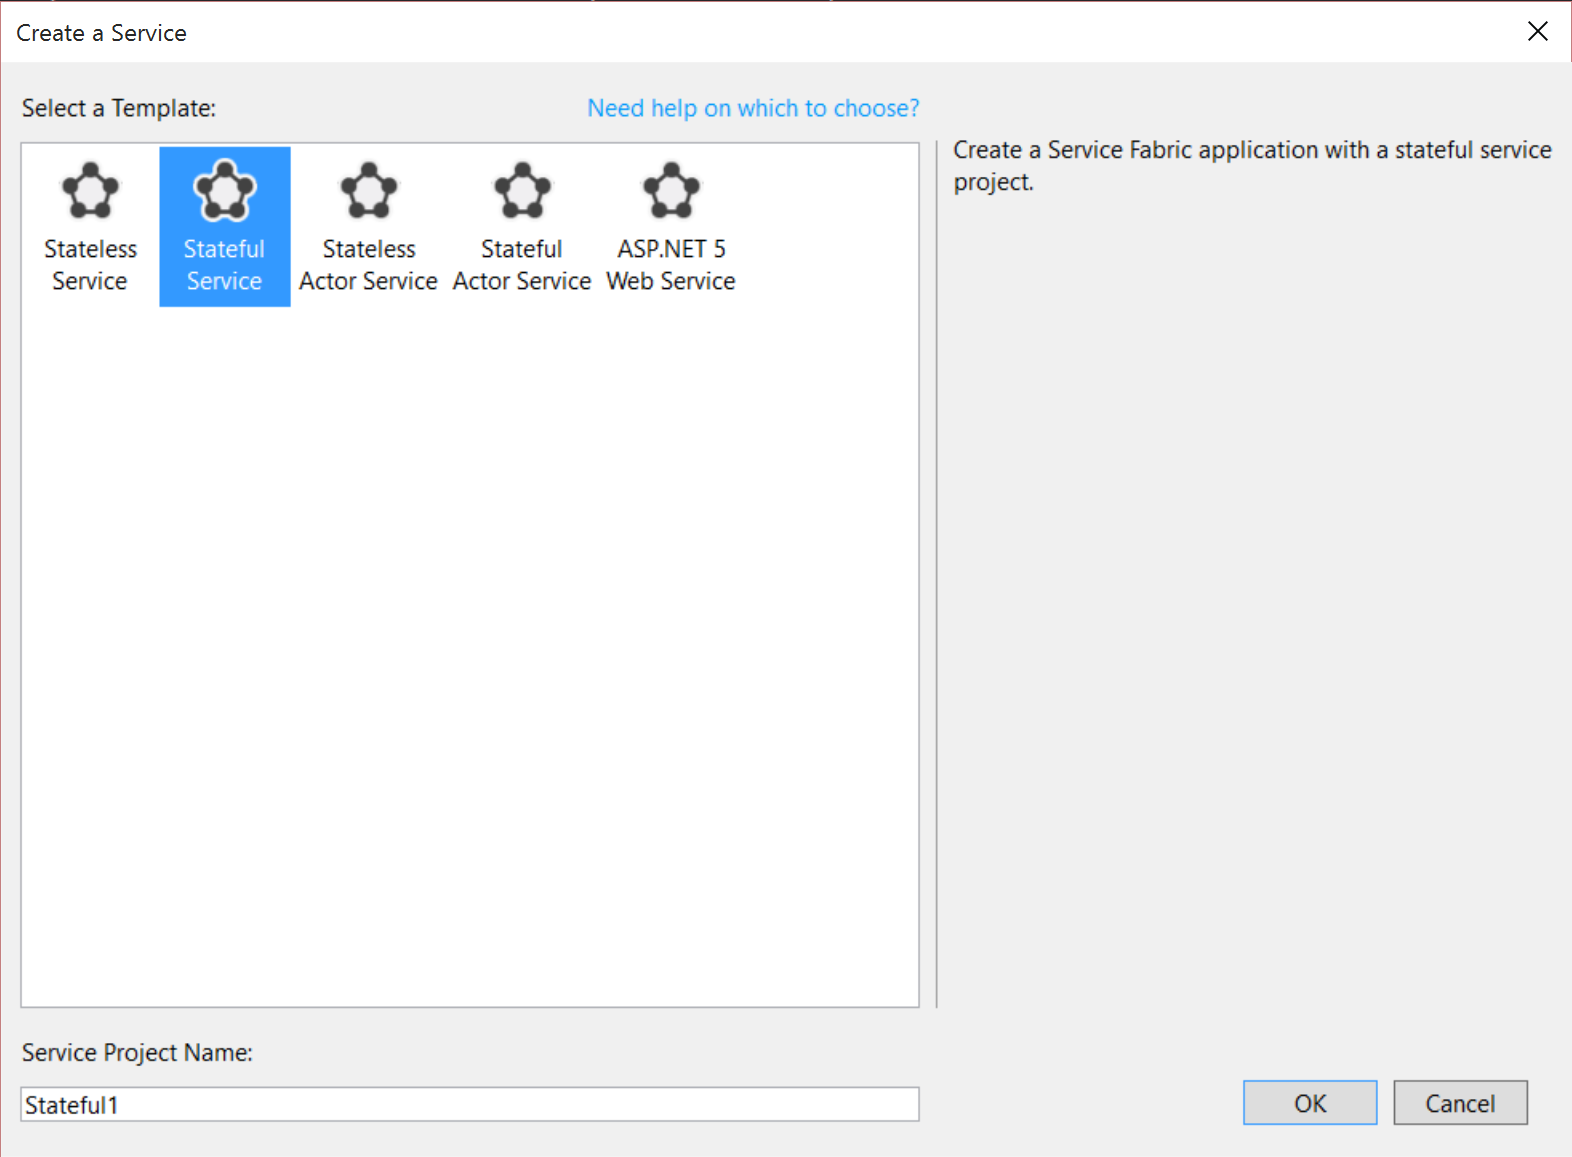 Create a Service
Select a Template:
Need help on which to choose?
Stateless
Service
Stateful
Service
Stateless
Actor Service
Stateful
Actor Service
ASP.NET 5
Web Service
Create a Service Fabric application with a stateful service
project.
Service Project Name:
Stateful1
OK
Cancel